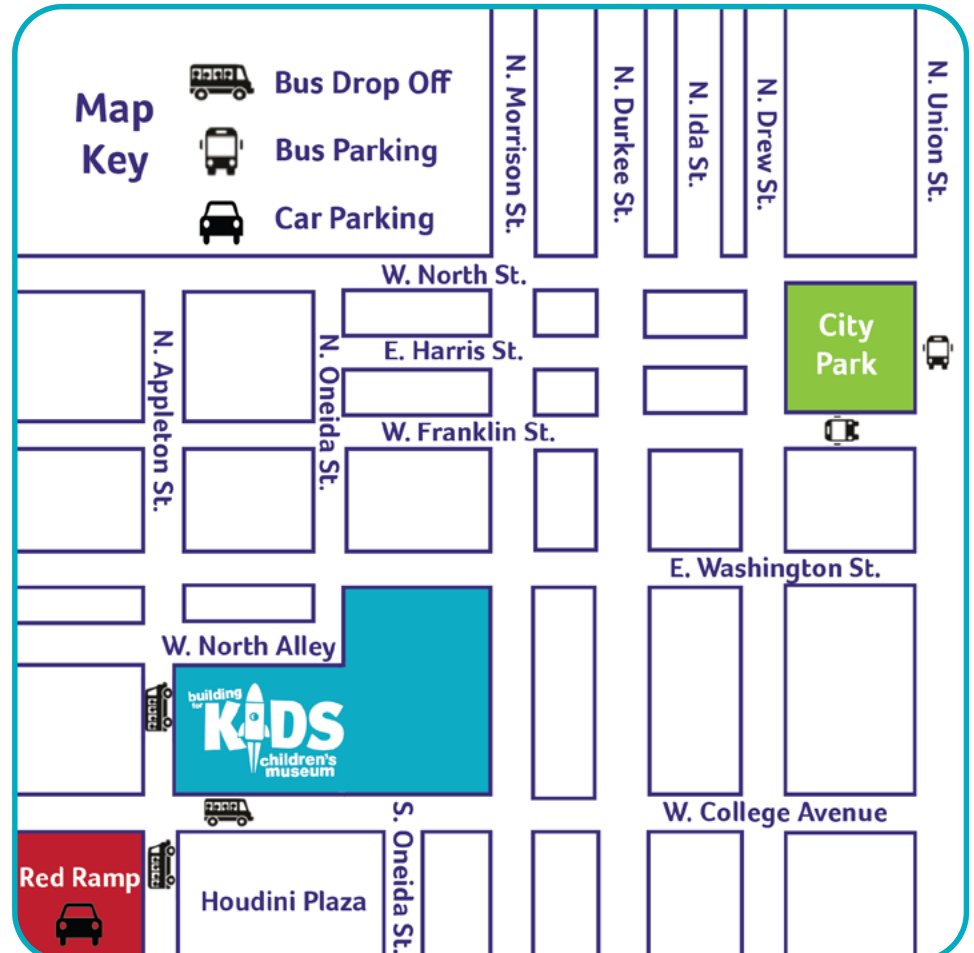 Map
Key
Bus Drop Off
Bus Parking
Car Parking
N. Morrison St.
N. Durkee St.
N. Ida St.
N. Drew St.
N. Union St.
W. North St.
City
Park
N. Appleton St.
N. Oneida St.
E. Harris St.
W. Franklin St.
E. Washington St.
W. North Alley
building
for
KIDS
children's
museum
W. College Avenue
S. Oneida St.
Red Ramp
Houdini Plaza